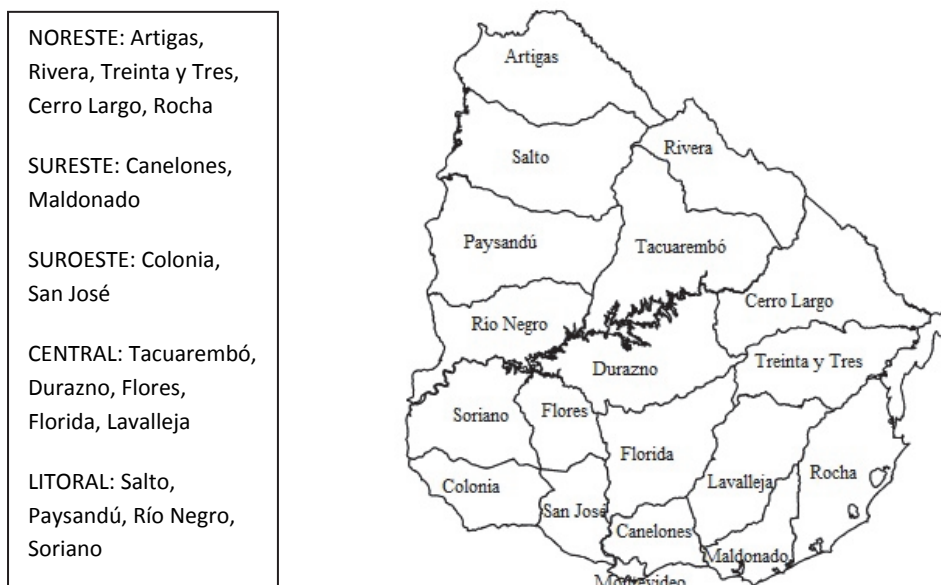 NORESTE: Artigas,
Rivera, Treinta y Tres,
Cerro Largo, Rocha
SURESTE: Canelones,
Maldonado
SUROESTE: Colonia,
San José
CENTRAL: Tacuarembó,
Durazno, Flores,
Florida, Lavalleja
LITORAL: Salto,
Paysandú, Río Negro,
Soriano
Artigas
Salto
Rivera
Paysandú
Tacuarembó
Cerro Largo
Río Negro
Durazno
Treinta y Tres
Soriano
Flores
Florida
Lavalleja
Rocha
Colonia
San José
Canelones
Maldonado
Montevideo